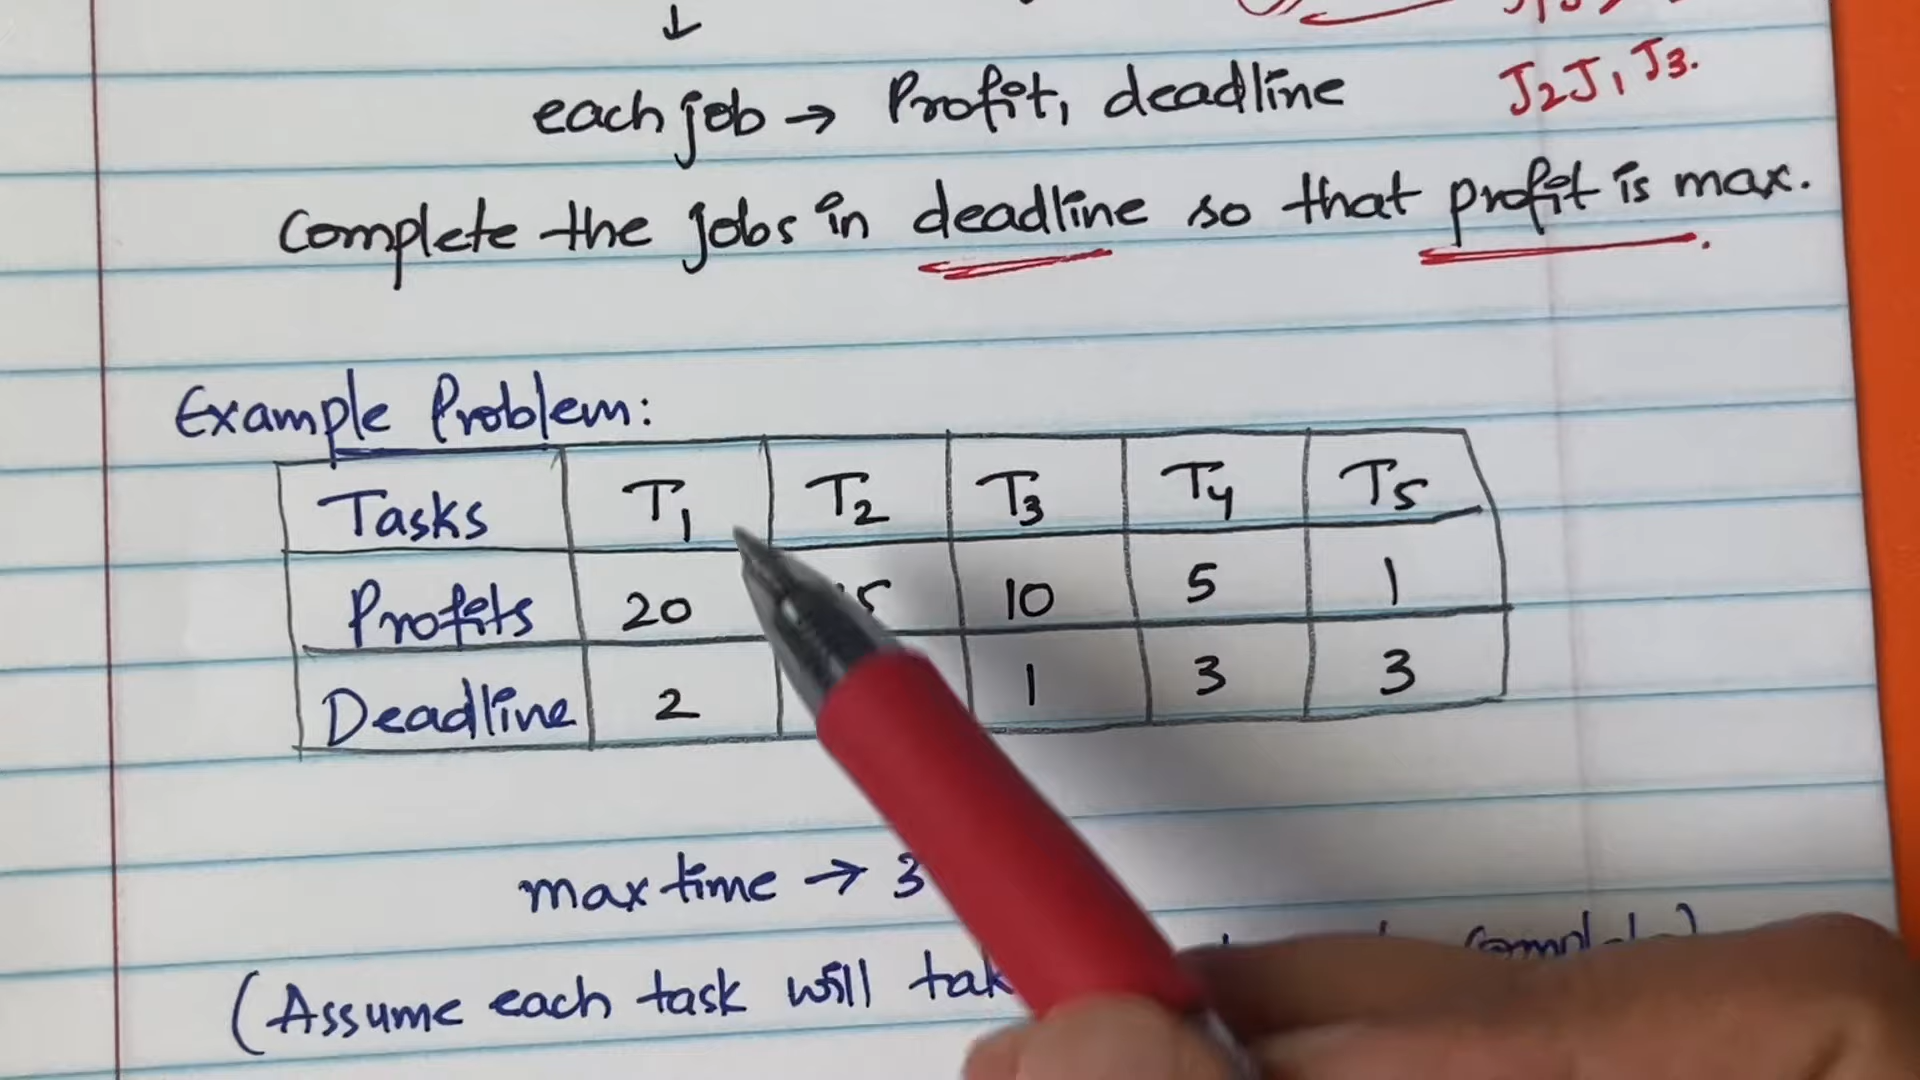 each job → Profit, deadline
J2 J1 J3.
Complete the jobs in deadline so that profit is max.
Example Problem:
Tasks T1 T2 T3 T4 T5
Profits 20 10 5 1
Deadline 2 1 3 3
max time → 3
(Assume each task will